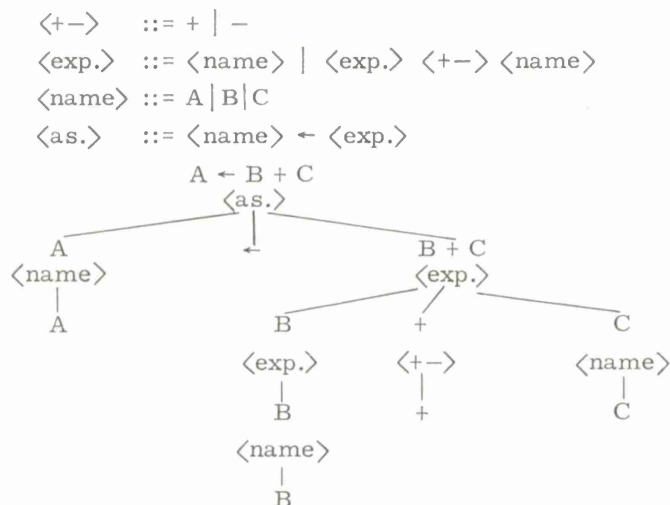 ⟨+−⟩ ::= + | −
⟨exp.⟩ ::= ⟨name⟩ | ⟨exp.⟩ ⟨+−⟩ ⟨name⟩
⟨name⟩ ::= A|B|C
⟨as.⟩ ::= ⟨name⟩ ← ⟨exp.⟩
A ← B + C
⟨as.⟩
A ← B + C
⟨name⟩ ⟨exp.⟩
A B + C
⟨exp.⟩ ⟨+−⟩ ⟨name⟩
B + C
⟨name⟩
B